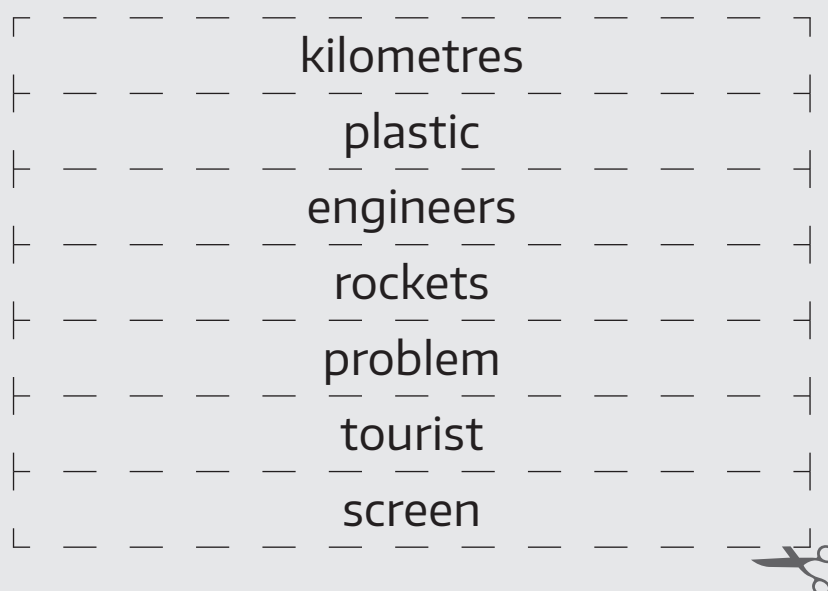 kilometres
plastic
engineers
rockets
problem
tourist
screen